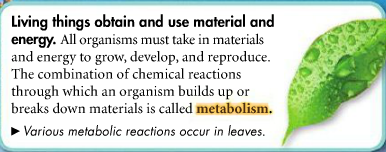 Living things obtain and use material and
energy. All organisms must take in materials
and energy to grow, develop, and reproduce.
The combination of chemical reactions
through which an organism builds up or
breaks down materials is called metabolism.
► Various metabolic reactions occur in leaves.